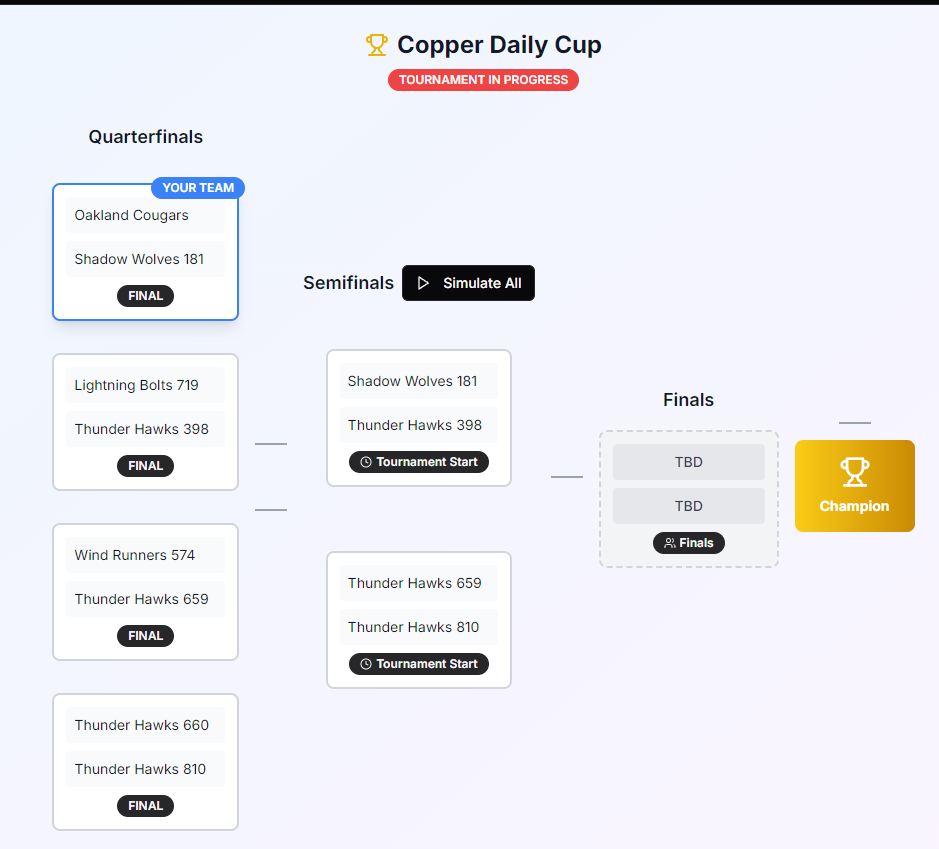 Copper Daily Cup
TOURNAMENT IN PROGRESS
Quarterfinals
YOUR TEAM
Oakland Cougars
Shadow Wolves 181
FINAL
Lightning Bolts 719
Thunder Hawks 398
FINAL
Wind Runners 574
Thunder Hawks 659
FINAL
Thunder Hawks 660
Thunder Hawks 810
FINAL
Semifinals
Simulate All
Shadow Wolves 181
Thunder Hawks 398
Tournament Start
Thunder Hawks 659
Thunder Hawks 810
Tournament Start
Finals
TBD
TBD
Finals
Champion